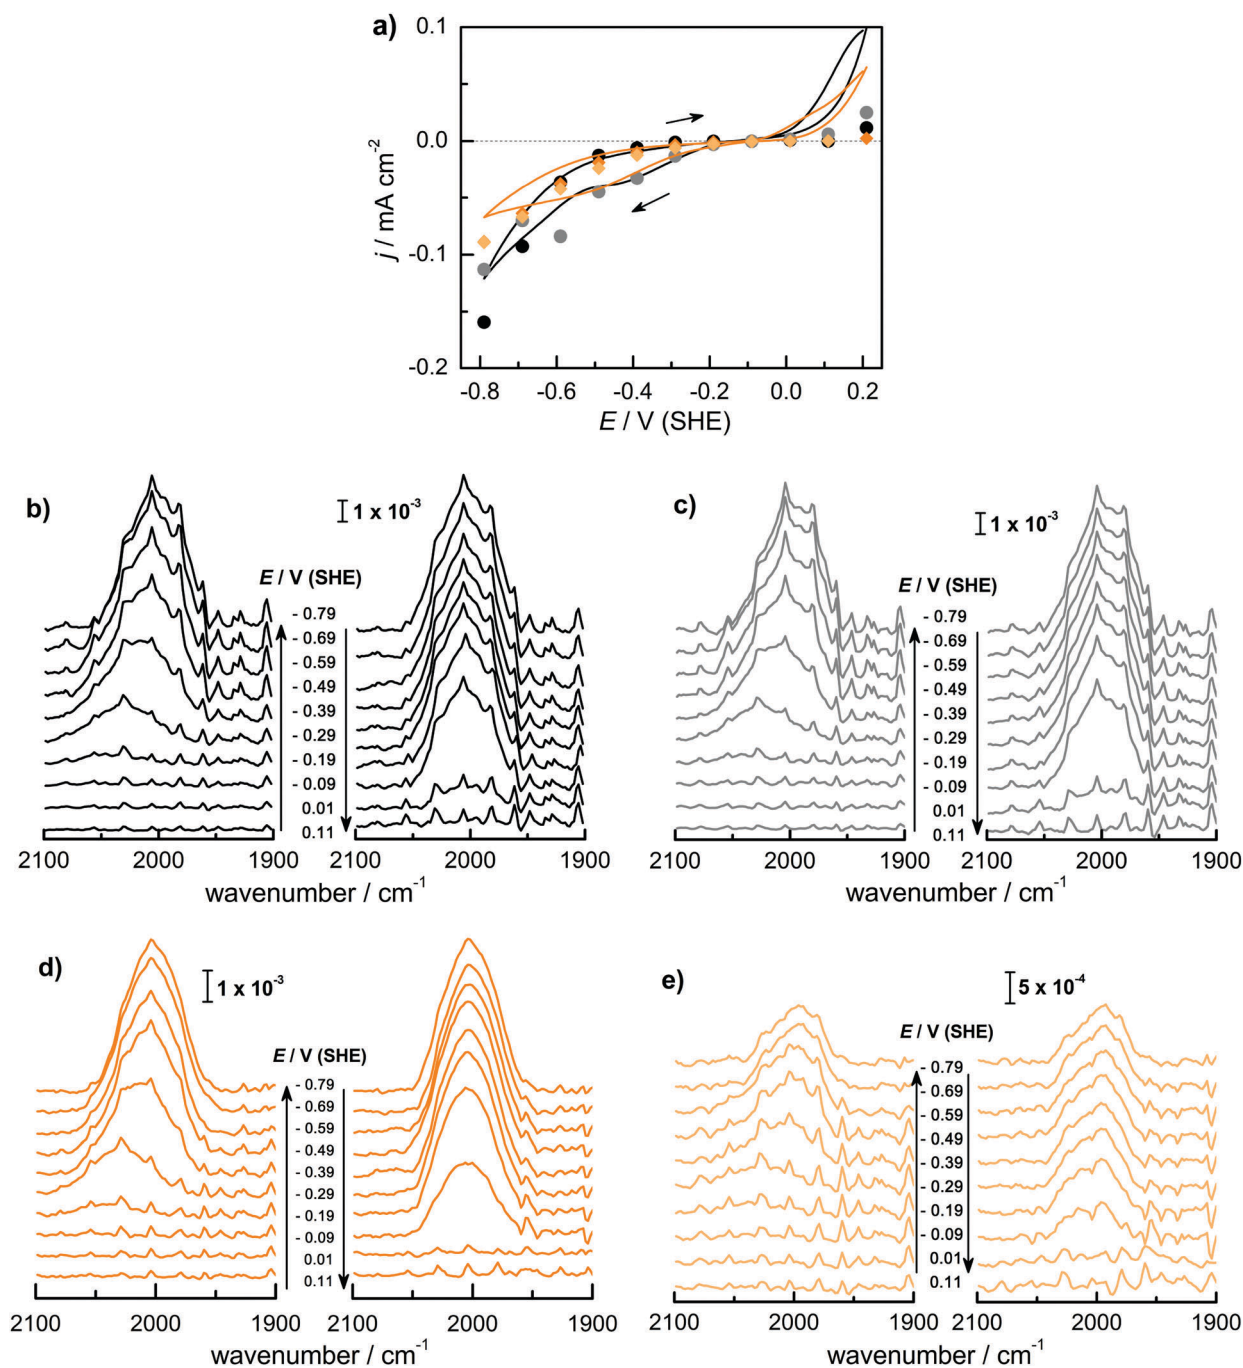 a)
0.1
0.0
-0.1
-0.2
j / mA cm-2
-0.8 -0.6 -0.4 -0.2 0.0 0.2
E / V (SHE)
b)
1 x 10-3
E / V (SHE)
- 0.79
- 0.69
- 0.59
- 0.49
- 0.39
- 0.29
- 0.19
- 0.09
0.01
0.11
2100 2000 1900 2100 2000 1900
wavenumber / cm-1
c)
1 x 10-3
E / V (SHE)
- 0.79
- 0.69
- 0.59
- 0.49
- 0.39
- 0.29
- 0.19
- 0.09
0.01
0.11
2100 2000 1900 2100 2000 1900
wavenumber / cm-1
d)
1 x 10-3
E / V (SHE)
- 0.79
- 0.69
- 0.59
- 0.49
- 0.39
- 0.29
- 0.19
- 0.09
0.01
0.11
2100 2000 1900 2100 2000 1900
wavenumber / cm-1
e)
5 x 10-4
E / V (SHE)
- 0.79
- 0.69
- 0.59
- 0.49
- 0.39
- 0.29
- 0.19
- 0.09
0.01
0.11
2100 2000 1900 2100 2000 1900
wavenumber / cm-1